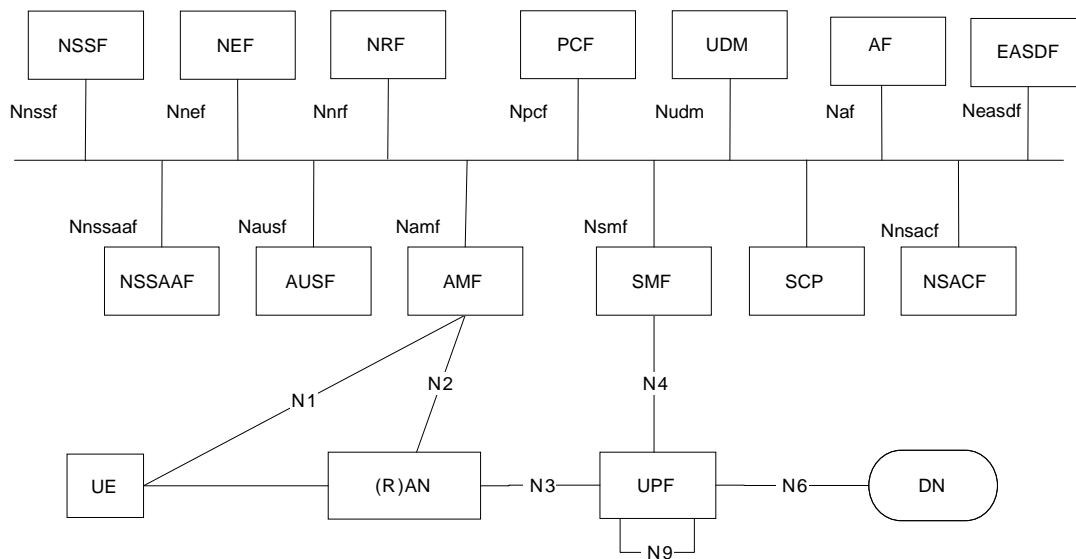 NSSF
NEF
NRF
PCF
UDM
AF
EASDF
Nnssf
Nnef
Nnrf
Npcf
Nudm
Naf
Neasdf
Nnssaaf
Nausf
Namf
Nsmf
Nnsacf
NSSAAF
AUSF
AMF
SMF
SCP
NSACF
N1
N2
N4
UE
(R)AN
N3
UPF
N6
DN
N9